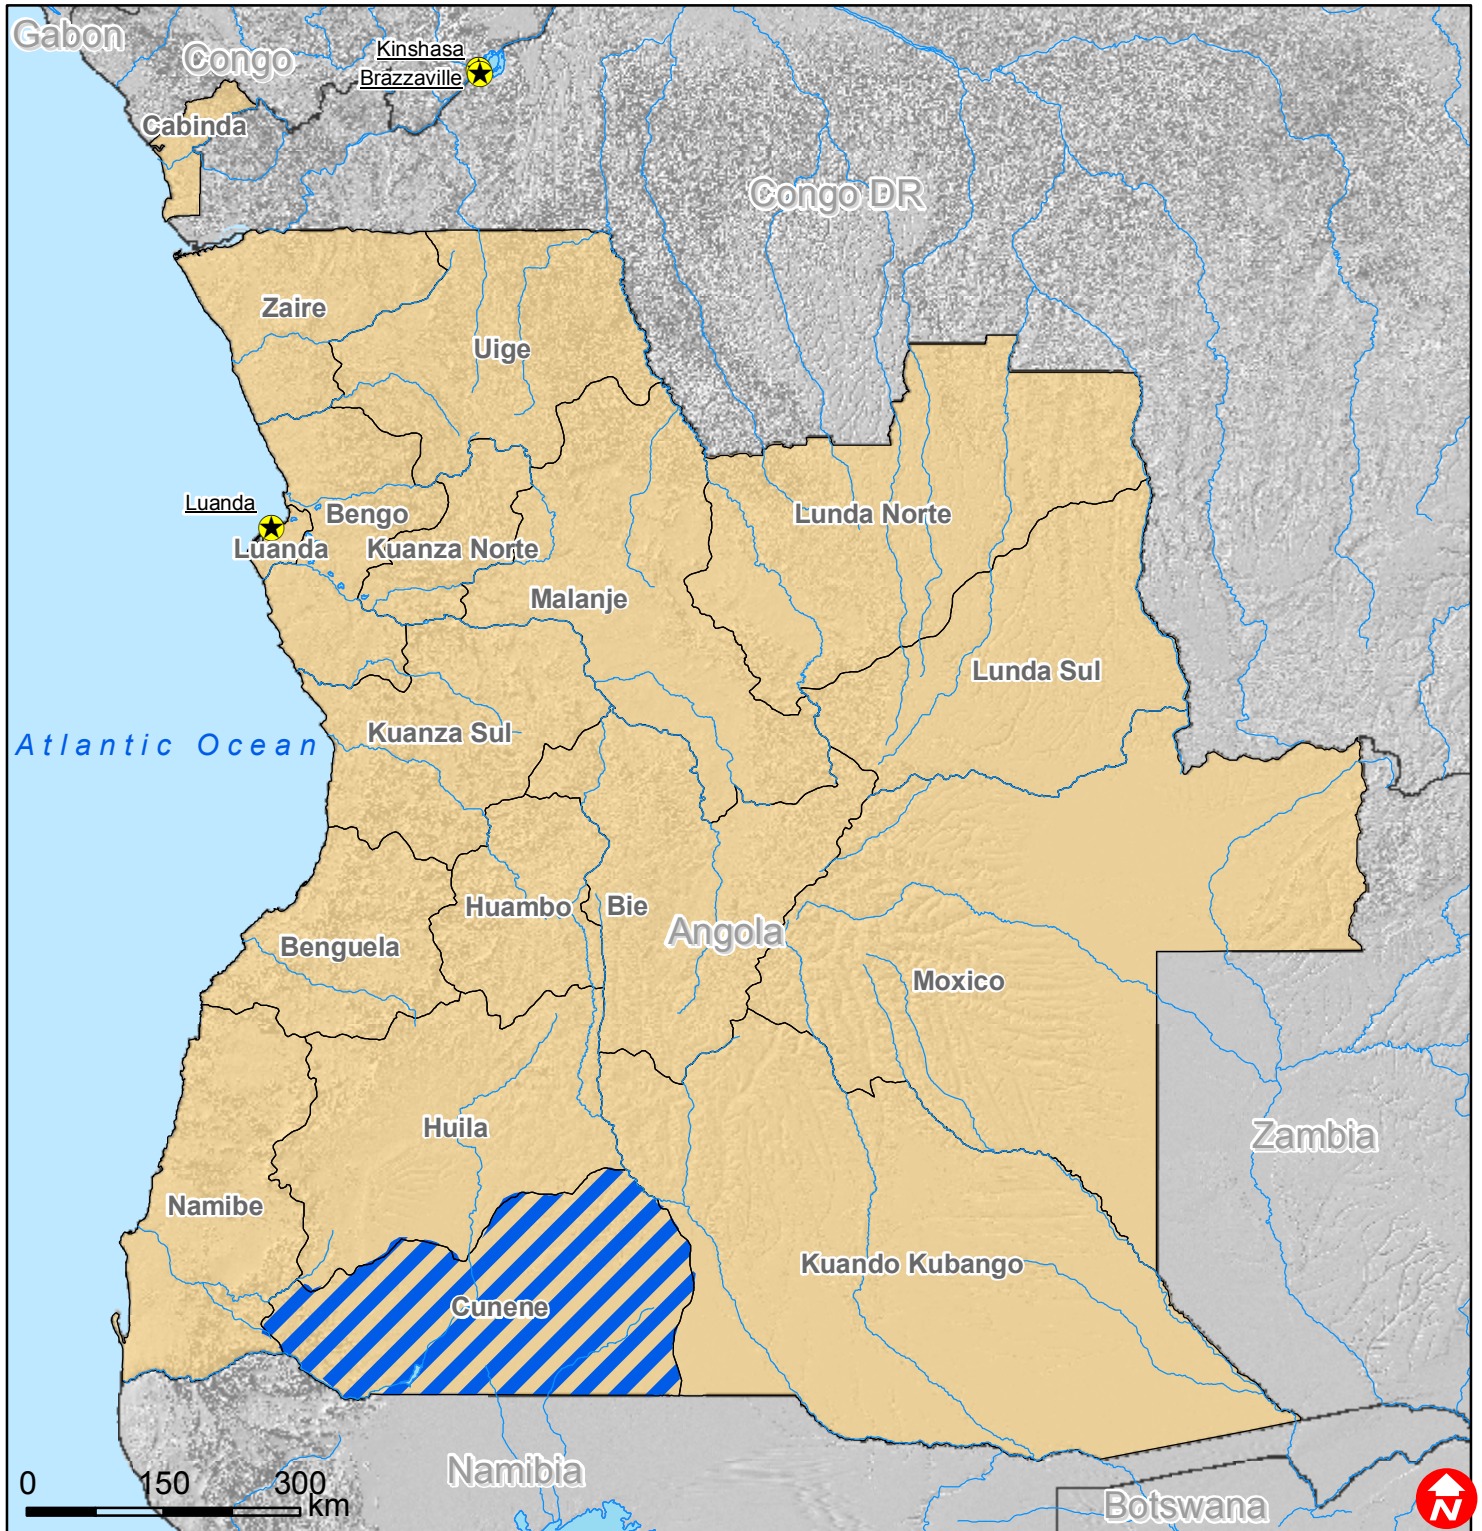 Gabon
Congo
Kinshasa
Brazzaville
Cabinda
Congo DR
Zaire
Uige
Luanda
Bengo
Lunda Norte
Luanda
Kuanza Norte
Malanje
Lunda Sul
Kuanza Sul
Atlantic Ocean
Huambo
Bie
Angola
Benguela
Moxico
Huila
Zambia
Namibe
Kuando Kubango
Cunene
Namibia
0 150 300
km
Botswana
N